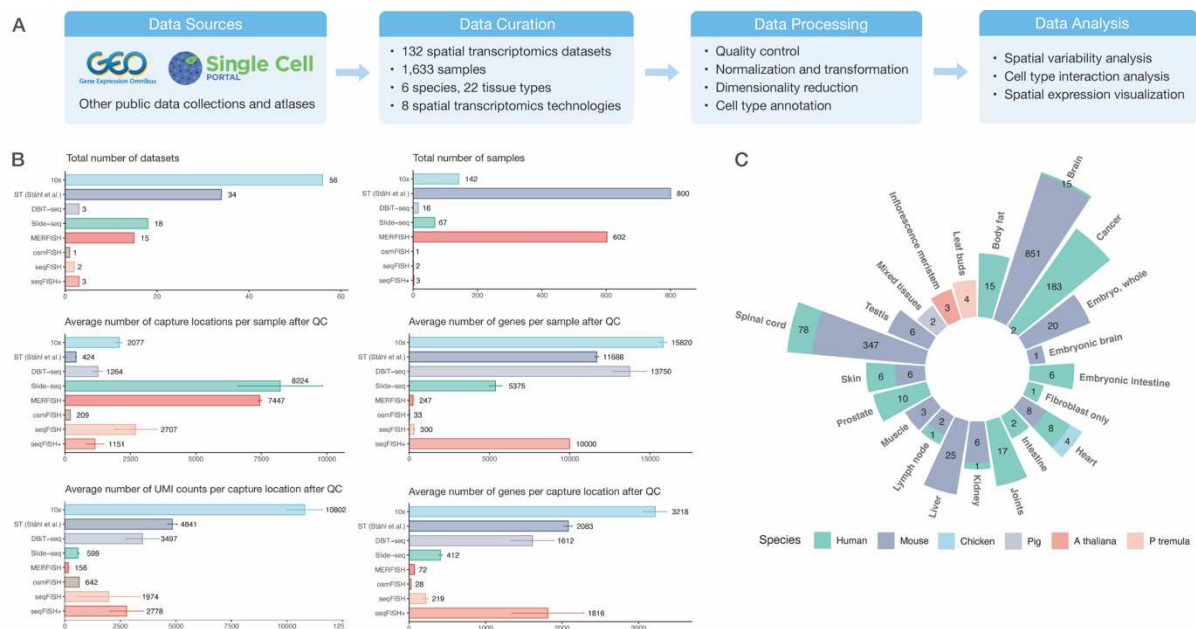 A
Data Sources
GEO
Gene Expression Omnibus
Single Cell
PORTAL
Other public data collections and atlases
Data Curation
• 132 spatial transcriptomics datasets
• 1,633 samples
• 6 species, 22 tissue types
• 8 spatial transcriptomics technologies
Data Processing
• Quality control
• Normalization and transformation
• Dimensionality reduction
• Cell type annotation
Data Analysis
• Spatial variability analysis
• Cell type interaction analysis
• Spatial expression visualization
B
Total number of datasets
10x 56
ST (Ståhl et al.) 34
DBiT-seq 3
Slide-seq 18
MERFISH 15
osmFISH 1
seqFISH 2
seqFISH+ 3
0 20 40 60
Total number of samples
10x 142
ST (Ståhl et al.) 800
DBiT-seq 16
Slide-seq 67
MERFISH 602
osmFISH 1
seqFISH 2
seqFISH+ 3
0 200 400 600 800
Average number of capture locations per sample after QC
10x 2077
ST (Ståhl et al.) 424
DBiT-seq 1264
Slide-seq 8224
MERFISH 7447
osmFISH 209
seqFISH 2707
seqFISH+ 1151
0 2500 5000 7500 10000
Average number of genes per sample after QC
10x 15820
ST (Ståhl et al.) 11688
DBiT-seq 13750
Slide-seq 5375
MERFISH 247
osmFISH 33
seqFISH 300
seqFISH+ 10000
0 5000 10000 15000
Average number of UMI counts per capture location after QC
10x 10802
ST (Ståhl et al.) 4841
DBiT-seq 3497
Slide-seq 599
MERFISH 156
osmFISH 642
seqFISH 1974
seqFISH+ 2778
0 2500 5000 7500 10000 125
Average number of genes per capture location after QC
10x 3218
ST (Ståhl et al.) 2083
DBiT-seq 1612
Slide-seq 412
MERFISH 72
osmFISH 28
seqFISH 219
seqFISH+ 1816
0 1000 2000 3000
C
Brain
15
851
Cancer
183
2
Embryo, whole
20
Embryonic brain
1
Embryonic intestine
6
Fibroblast only
1
Heart
8
8
4
Intestine
2
Joints
17
Kidney
6
1
Liver
25
Lymph node
2
1
Muscle
3
Prostate
10
Skin
6
6
Spinal cord
78
347
Testis
6
Mixed tissues
2
Inflorescence meristem
3
Leaf buds
4
Body fat
15
Species
Human
Mouse
Chicken
Pig
A thaliana
P tremula